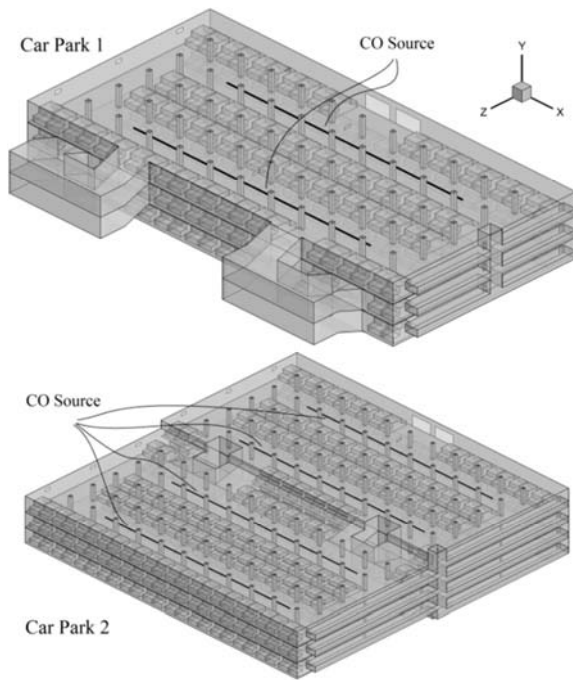 Car Park 1
CO Source
Y
Z
X
CO Source
Car Park 2